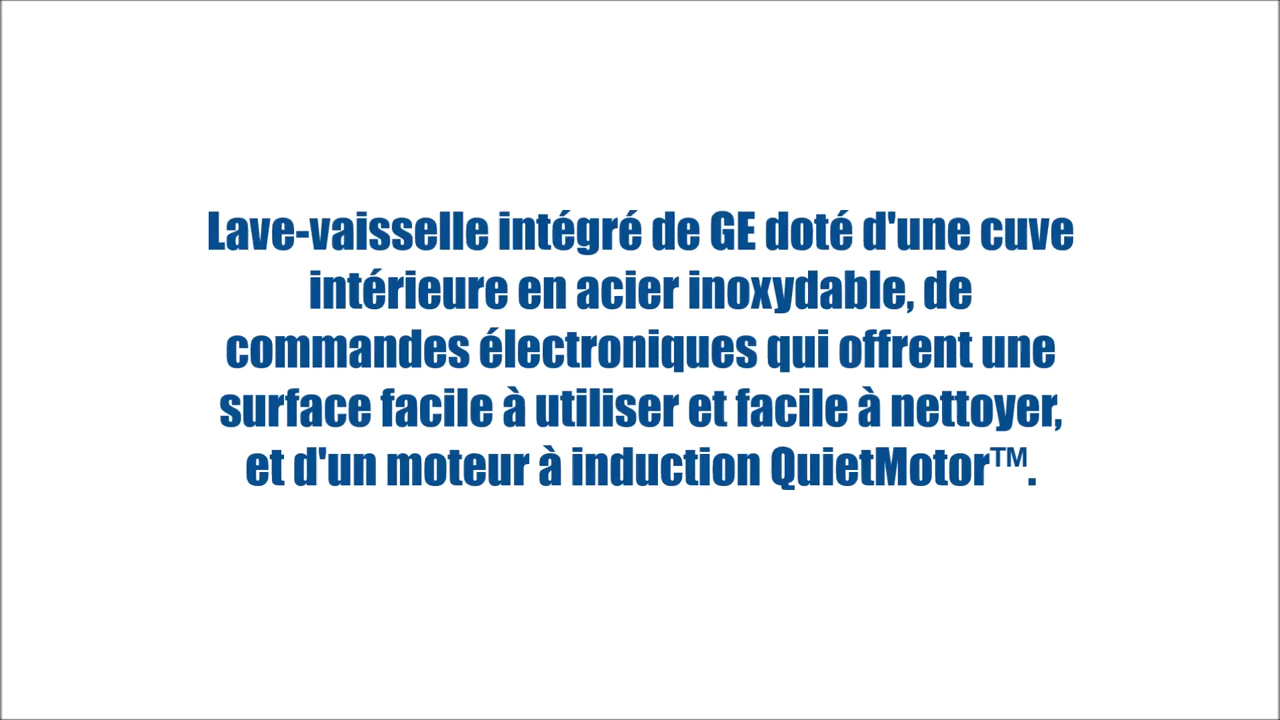 Lave-vaisselle intégré de GE doté d'une cuve
intérieure en acier inoxydable, de
commandes électroniques qui offrent une
surface facile à utiliser et facile à nettoyer,
et d'un moteur à induction QuietMotor™.